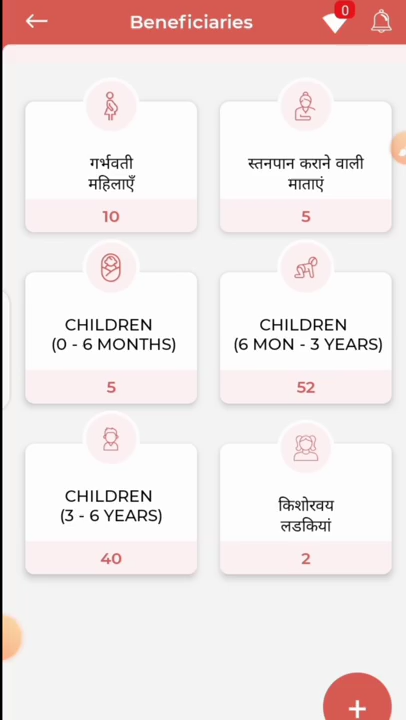 Beneficiaries
0
गर्भवती
महिलाएँ
10
स्तनपान कराने वाली
माताएं
5
CHILDREN
(0 - 6 MONTHS)
5
CHILDREN
(6 MON - 3 YEARS)
52
CHILDREN
(3 - 6 YEARS)
40
किशोरवय
लडकियां
2
+